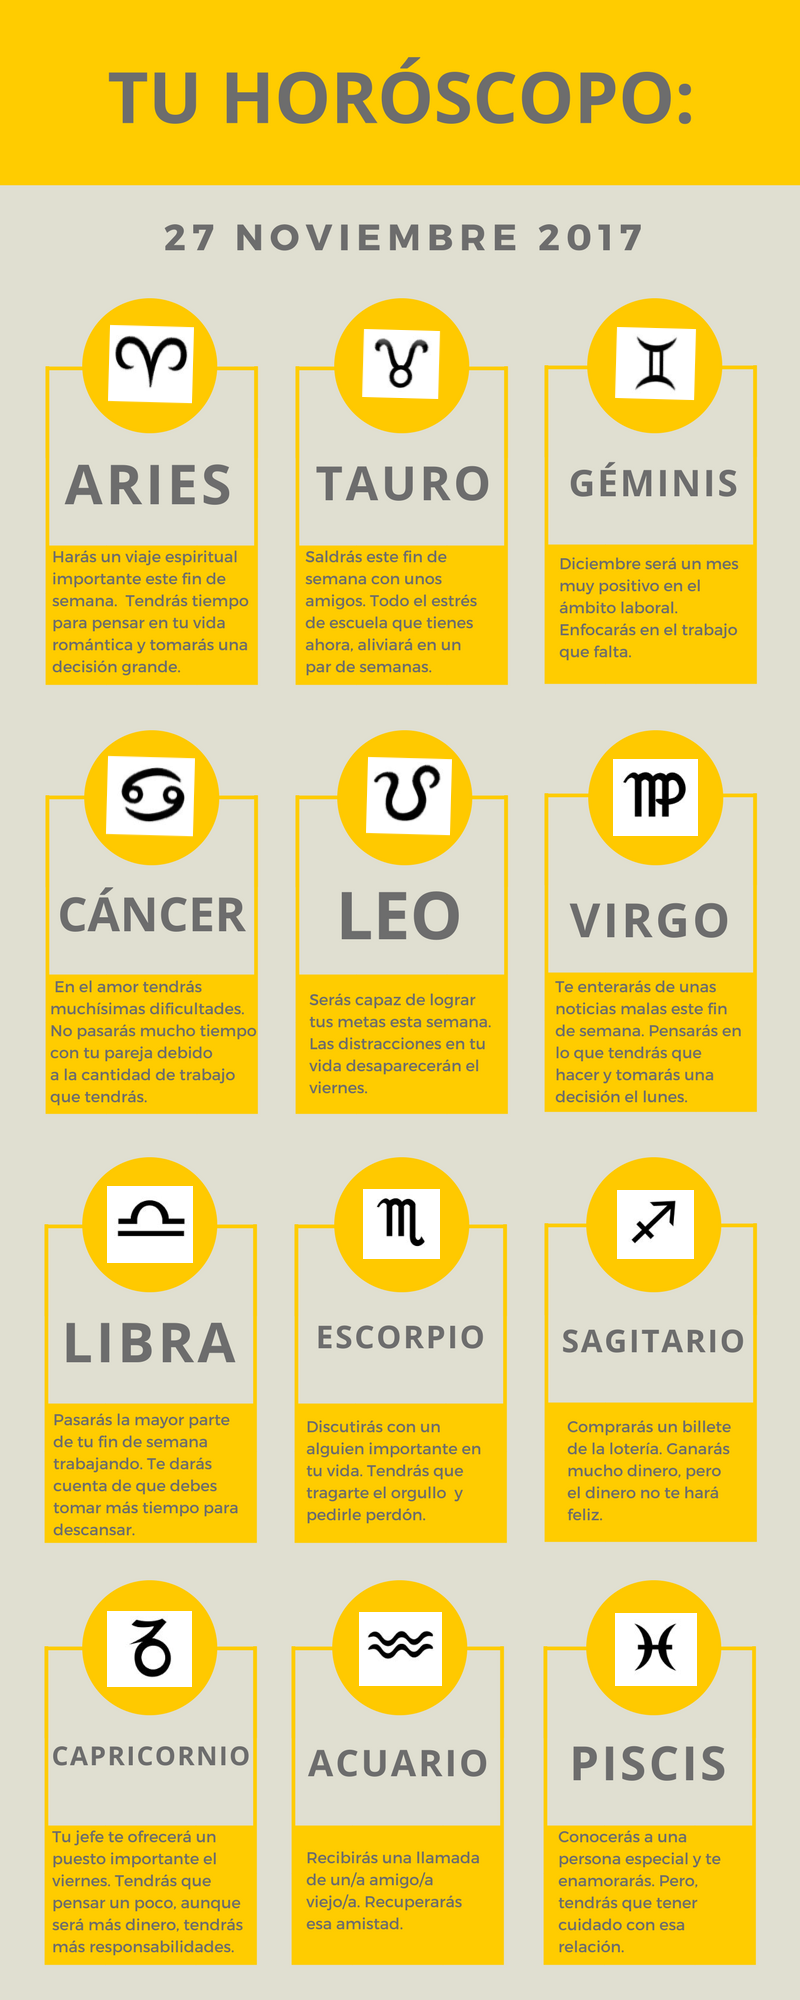 TU HORÓSCOPO:
27 NOVIEMBRE 2017
ARIES
Harás un viaje espiritual
importante este fin de
semana. Tendrás tiempo
para pensar en tu vida
romántica y tomarás una
decisión grande.
TAURO
Saldrás este fin de
semana con unos
amigos. Todo el estrés
de escuela que tienes
ahora, aliviará en un
par de semanas.
GÉMINIS
Diciembre será un mes
muy positivo en el
ámbito laboral.
Enfocarás en el trabajo
que falta.
CÁNCER
En el amor tendrás
muchísimas dificultades.
No pasarás mucho tiempo
con tu pareja debido
a la cantidad de trabajo
que tendrás.
LEO
Serás capaz de lograr
tus metas esta semana.
Las distracciones en tu
vida desaparecerán el
viernes.
VIRGO
Te enterarás de unas
noticias malas este fin
de semana. Pensarás en
lo que tendrás que
hacer y tomarás una
decisión el lunes.
LIBRA
Pasarás la mayor parte
de tu fin de semana
trabajando. Te darás
cuenta de que debes
tomar más tiempo para
descansar.
ESCORPIO
Discutirás con un
alguien importante en
tu vida. Tendrás que
tragarte el orgullo y
pedirle perdón.
SAGITARIO
Comprarás un billete
de la lotería. Ganarás
mucho dinero, pero
el dinero no te hará
feliz.
CAPRICORNIO
Tu jefe te ofrecerá un
puesto importante el
viernes. Tendrás que
pensar un poco, aunque
será más dinero, tendrás
más responsabilidades.
ACUARIO
Recibirás una llamada
de un/a amigo/a
viejo/a. Recuperarás
esa amistad.
PISCIS
Conocerás a una
persona especial y te
enamorarás. Pero,
tendrás que tener
cuidado con esa
relación.